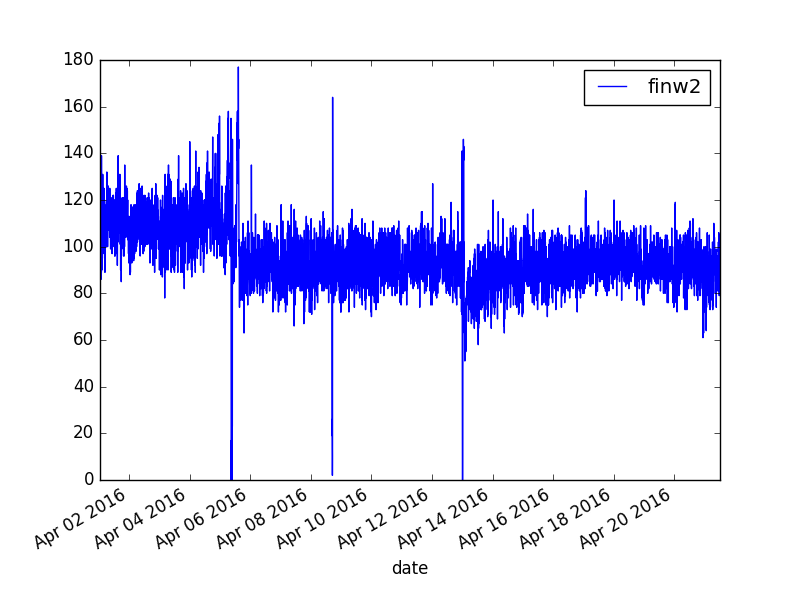 180
160
140
120
100
80
60
40
20
0
finw2
Apr 02 2016
Apr 04 2016
Apr 06 2016
Apr 08 2016
Apr 10 2016
Apr 12 2016
Apr 14 2016
Apr 16 2016
Apr 18 2016
Apr 20 2016
date